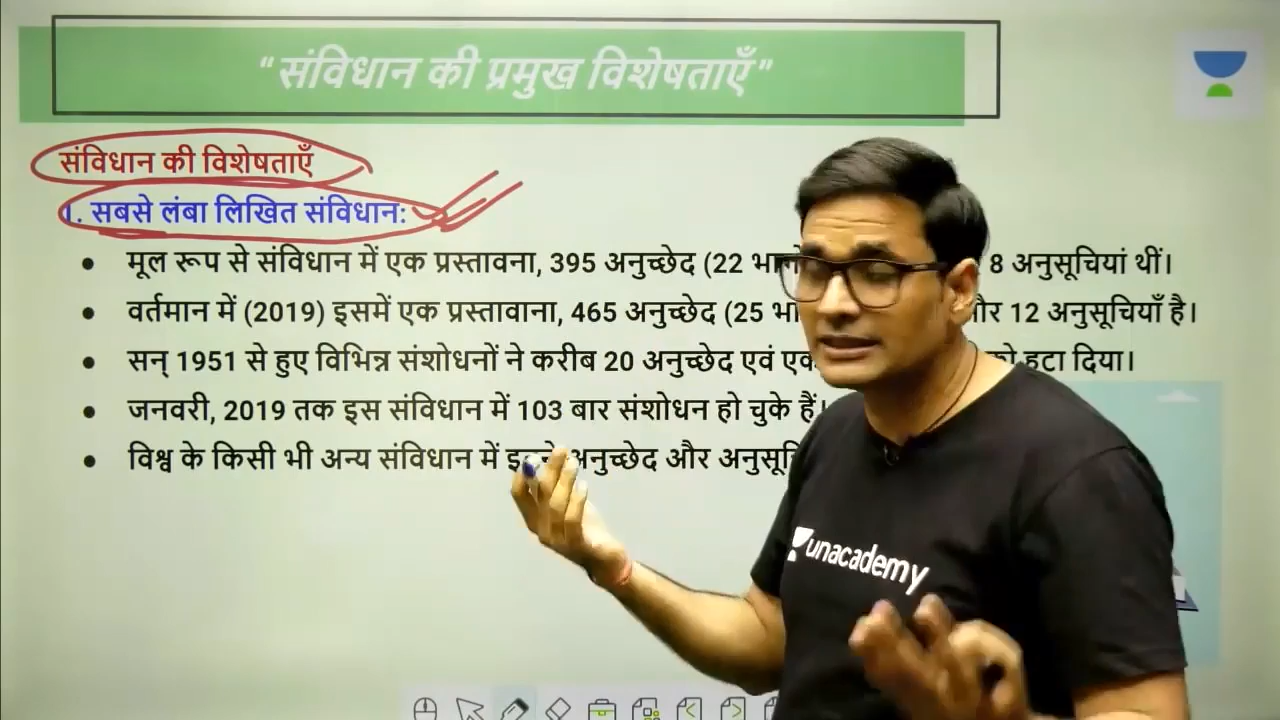 “संविधान की प्रमुख विशेषताएँ”
संविधान की विशेषताएँ
1. सबसे लंबा लिखित संविधान:
• मूल रूप से संविधान में एक प्रस्तावना, 395 अनुच्छेद (22 8 अनुसूचियां थीं।
• वर्तमान में (2019) इसमें एक प्रस्तावाना, 465 अनुच्छेद (25 12 अनुसूचियाँ है।
• सन् 1951 से हुए विभिन्न संशोधनों ने करीब 20 अनुच्छेद एवं हटा दिया।
• जनवरी, 2019 तक इस संविधान में 103 बार संशोधन हो चुके हैं।
• विश्व के किसी भी अन्य संविधान में अनुच्छेद और
unacademy